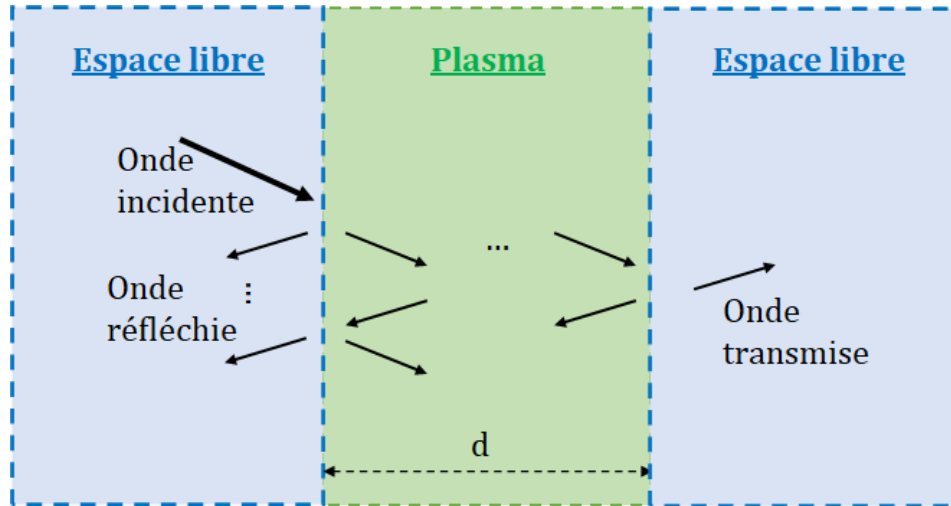 Espace libre
Plasma
Espace libre
Onde
incidente
...
Onde
réfléchie
...
Onde
transmise
d